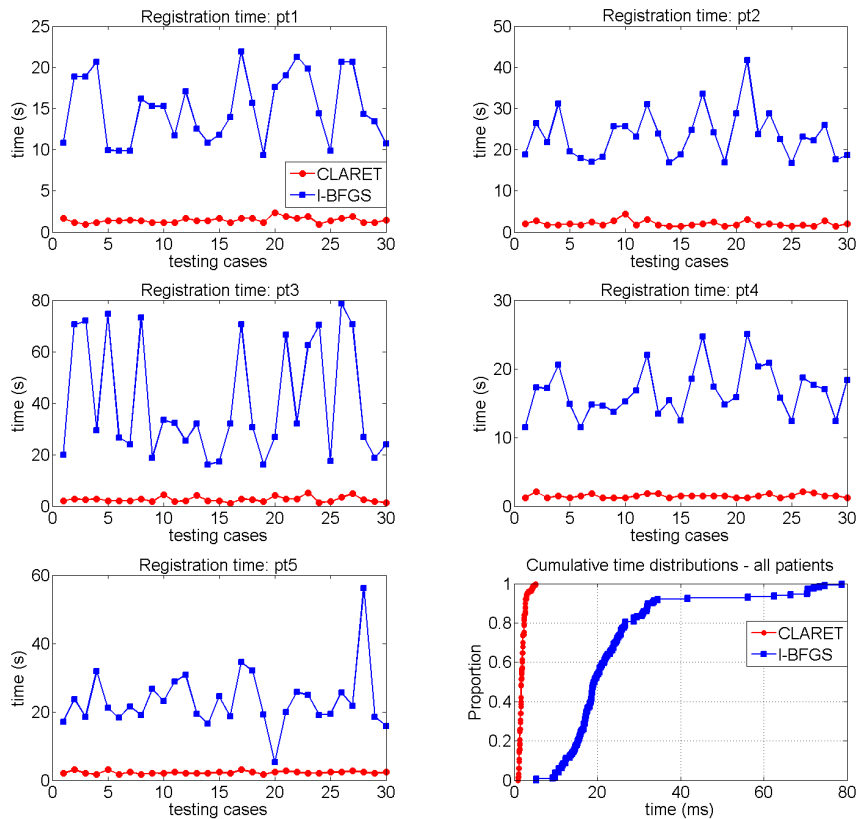 Registration time: pt1
25
20
15
10
5
0
time (s)
CLARET
l-BFGS
0 5 10 15 20 25 30
testing cases
Registration time: pt2
50
40
30
20
10
0
time (s)
0 5 10 15 20 25 30
testing cases
Registration time: pt3
80
60
40
20
0
time (s)
0 5 10 15 20 25 30
testing cases
Registration time: pt4
30
20
10
0
time (s)
0 5 10 15 20 25 30
testing cases
Registration time: pt5
60
40
20
0
time (s)
0 5 10 15 20 25 30
testing cases
Cumulative time distributions - all patients
1
0.8
0.6
0.4
0.2
0
Proportion
CLARET
l-BFGS
0 20 40 60 80
time (ms)